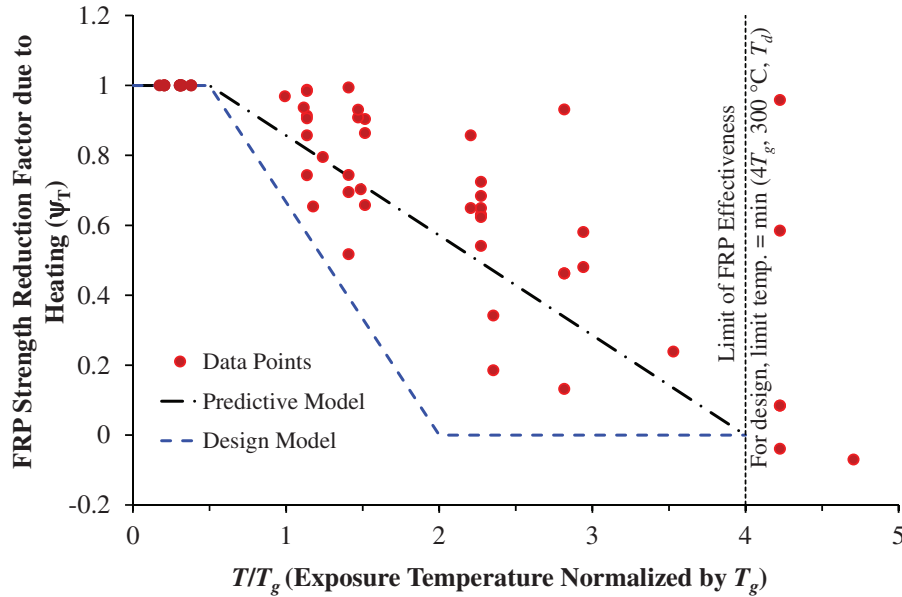 FRP Strength Reduction Factor due to
Heating (ψT)
1.2
1
0.8
0.6
0.4
0.2
0
-0.2
Data Points
Predictive Model
Design Model
Limit of FRP Effectiveness
For design, limit temp. = min (4Tg, 300 °C, Td)
0
1
2
3
4
5
T/Tg (Exposure Temperature Normalized by Tg)